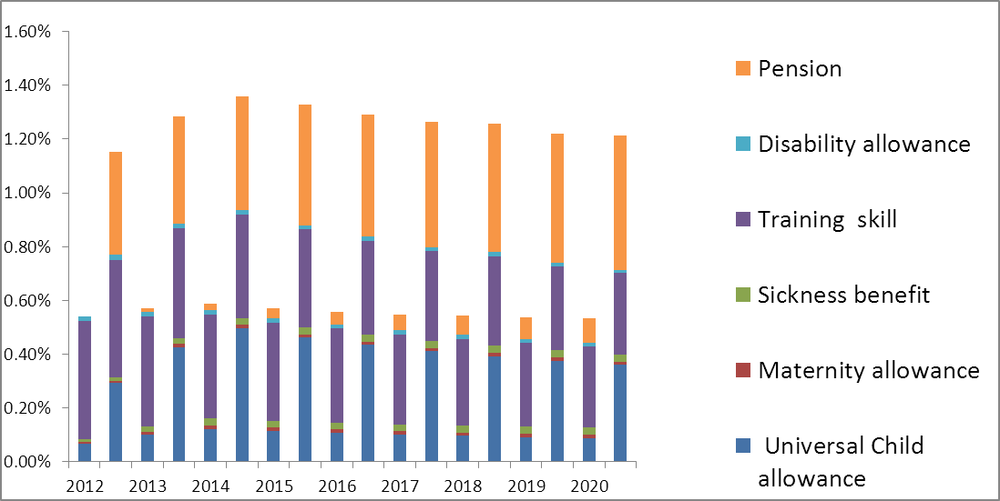 1.60%
1.40%
1.20%
1.00%
0.80%
0.60%
0.40%
0.20%
0.00%
2012 2013 2014 2015 2016 2017 2018 2019 2020
Pension
Disability allowance
Training skill
Sickness benefit
Maternity allowance
Universal Child
allowance